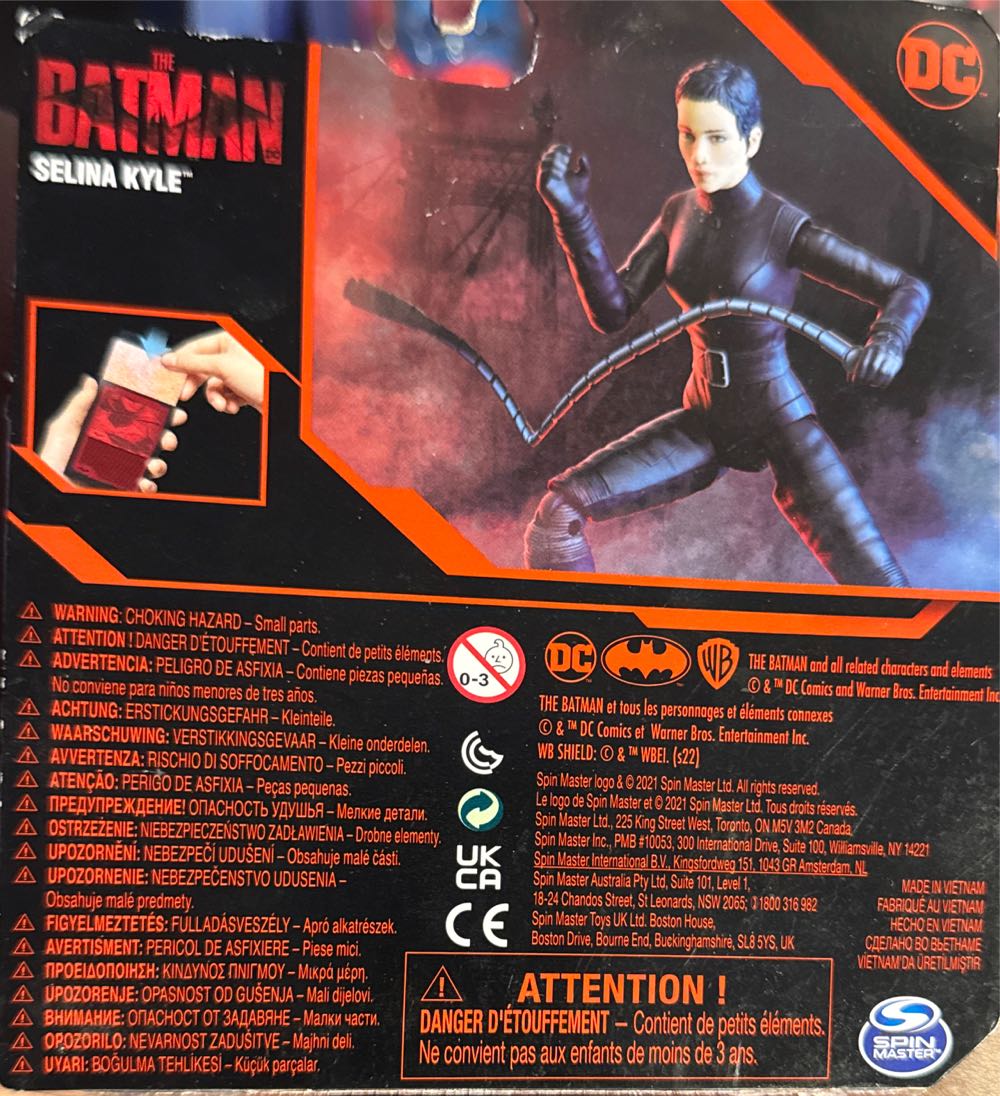 THE
BATMAN
SELINA KYLE™
DC
WARNING: CHOKING HAZARD – Small parts.
ATTENTION ! DANGER D'ÉTOUFFEMENT – Contient de petits éléments.
ADVERTENCIA: PELIGRO DE ASFIXIA – Contiene piezas pequeñas.
No conviene para niños menores de tres años.
ACHTUNG: ERSTICKUNGSGEFAHR – Kleinteile.
WAARSCHUWING: VERSTIKKINGSGEVAAR – Kleine onderdelen.
AVVERTENZA: RISCHIO DI SOFFOCAMENTO – Pezzi piccoli.
ATENÇÃO: PERIGO DE ASFIXIA – Peças pequenas.
ПРЕДУПРЕЖДЕНИЕ! ОПАСНОСТЬ УДУШЬЯ – Мелкие детали.
OSTRZEŻENIE: NIEBEZPIECZEŃSTWO ZADŁAWIENIA – Drobne elementy.
UPOZORNĚNÍ: NEBEZPEČÍ UDUŠENÍ – Obsahuje malé části.
UPOZORNENIE: NEBEZPEČENSTVO UDUSENIA –
Obsahuje malé predmety.
FIGYELMEZTETÉS: FULLADÁSVESZÉLY – Apró alkatrészek.
AVERTISMENT: PERICOL DE ASFIXIERE – Piese mici.
ΠΡΟΕΙΔΟΠΟΙΗΣΗ: ΚΙΝΔΥΝΟΣ ΠΝΙΓΜΟΥ – Μικρά μέρη.
UPOZORENJE: OPASNOST OD GUŠENJA – Mali dijelovi.
ВНИМАНИЕ: ОПАСНОСТ ОТ ЗАДАВЯНЕ – Малки части.
OPOZORILO: NEVARNOST ZADUŠITVE – Majhni deli.
UYARI: BOĞULMA TEHLİKESİ – Küçük parçalar.
0-3
UK
CA
CE
DC WB
THE BATMAN and all related characters and elements
© & ™ DC Comics and Warner Bros. Entertainment Inc
THE BATMAN et tous les personnages et éléments connexes
© & ™ DC Comics et Warner Bros. Entertainment Inc.
WB SHIELD: © & ™ WBEI. (s22)
Spin Master logo & © 2021 Spin Master Ltd. All rights reserved.
Le logo de Spin Master et © 2021 Spin Master Ltd. Tous droits réservés.
Spin Master Ltd., 225 King Street West, Toronto, ON M5V 3M2 Canada
Spin Master Inc., PMB #10053, 300 International Drive, Suite 100, Williamsville, NY 14221
Spin Master International B.V., Kingsfordweg 151, 1043 GR Amsterdam, NL
Spin Master Australia Pty Ltd, Suite 101, Level 1,
18-24 Chandos Street, St Leonards, NSW 2065; 1800 316 982
Spin Master Toys UK Ltd. Boston House,
Boston Drive, Bourne End, Buckinghamshire, SL8 5YS, UK
MADE IN VIETNAM
FABRIQUÉ AU VIETNAM
HECHO EN VIETNAM
СДЕЛАНО ВО ВЬЕТНАМЕ
VIETNAM'DA ÜRETİLMİŞTİR
ATTENTION !
DANGER D'ÉTOUFFEMENT – Contient de petits éléments.
Ne convient pas aux enfants de moins de 3 ans.
SPIN
MASTER™